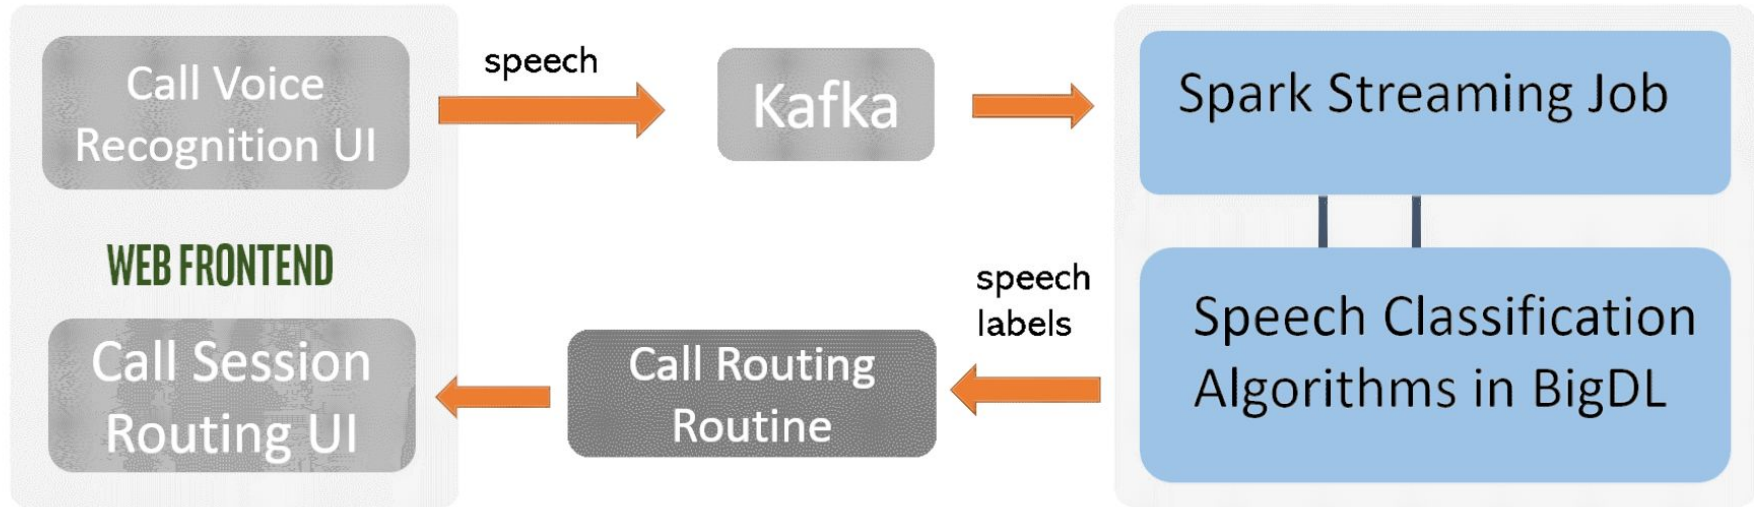 Call Voice
Recognition UI
speech
Kafka
Spark Streaming Job
WEB FRONTEND
speech
labels
Speech Classification
Algorithms in BigDL
Call Routing
Routine
Call Session
Routing UI